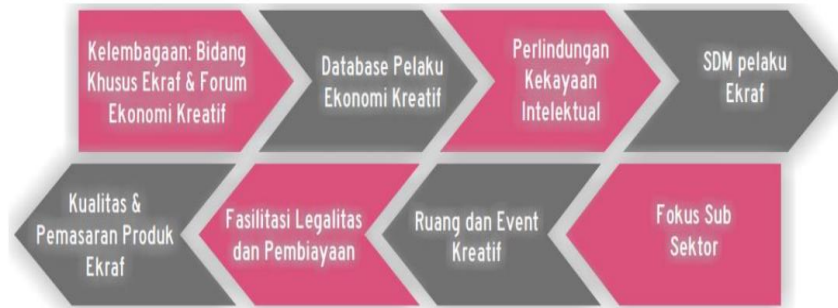 Kelembagaan: Bidang
Khusus Ekraf & Forum
Ekonomi Kreatif
Database Pelaku
Ekonomi Kreatif
Perlindungan
Kekayaan
Intelektual
SDM pelaku
Ekraf
Fokus Sub
Sektor
Ruang dan Event
Kreatif
Fasilitasi Legalitas
dan Pembiayaan
Kualitas &
Pemasaran Produk
Ekraf